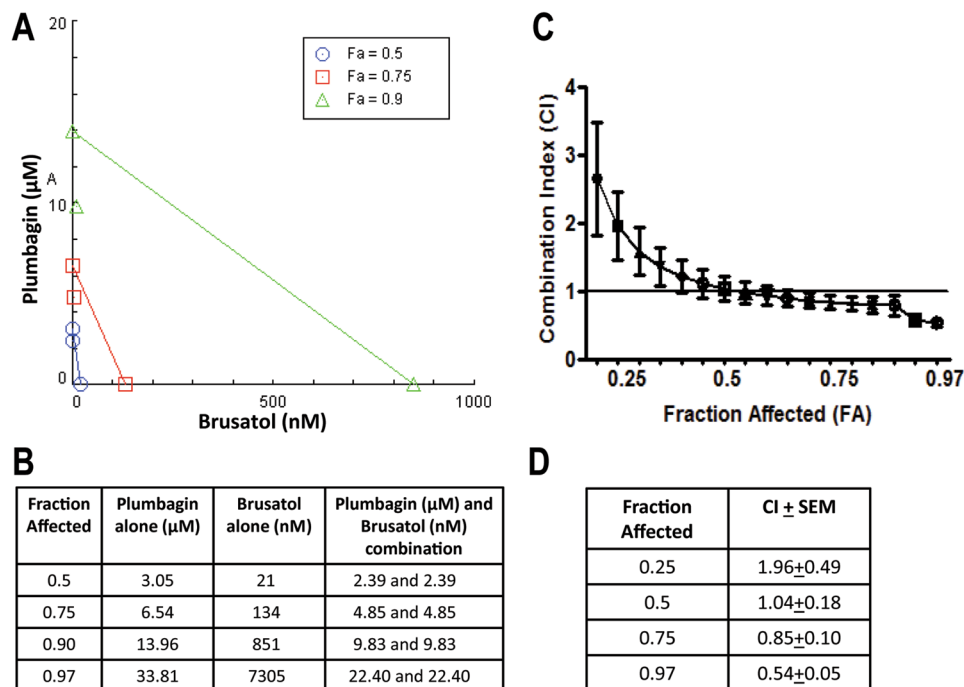 A
20
A
10
0
Plumbagin (µM)
Fa = 0.5
Fa = 0.75
Fa = 0.9
0 500 1000
Brusatol (nM)
C
Combination Index (CI)
4
3
2
1
0
0.25 0.5 0.75 0.97
Fraction Affected (FA)
B
Fraction Affected
Plumbagin alone (µM)
Brusatol alone (nM)
Plumbagin (µM) and Brusatol (nM) combination
0.5 3.05 21 2.39 and 2.39
0.75 6.54 134 4.85 and 4.85
0.90 13.96 851 9.83 and 9.83
0.97 33.81 7305 22.40 and 22.40
D
Fraction Affected
CI ± SEM
0.25 1.96±0.49
0.5 1.04±0.18
0.75 0.85±0.10
0.97 0.54±0.05